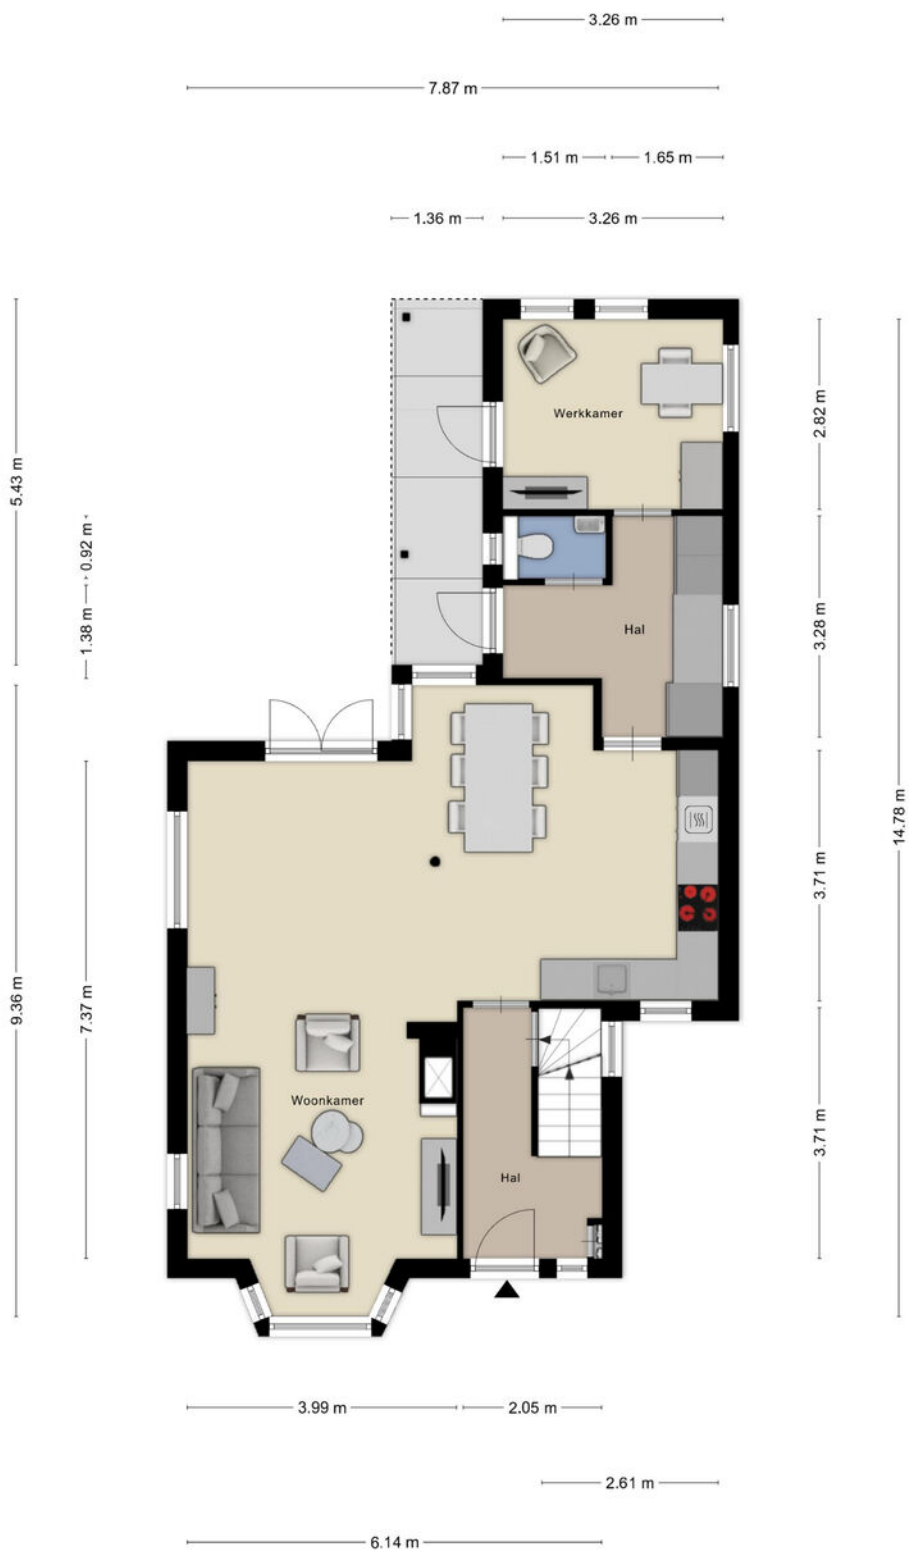 3.26 m
7.87 m
1.51 m
1.65 m
1.36 m
3.26 m
Werkkamer
2.82 m
5.43 m
0.92 m
1.38 m
Hal
3.28 m
14.78 m
3.71 m
9.36 m
7.37 m
Woonkamer
Hal
3.71 m
3.99 m
2.05 m
2.61 m
6.14 m